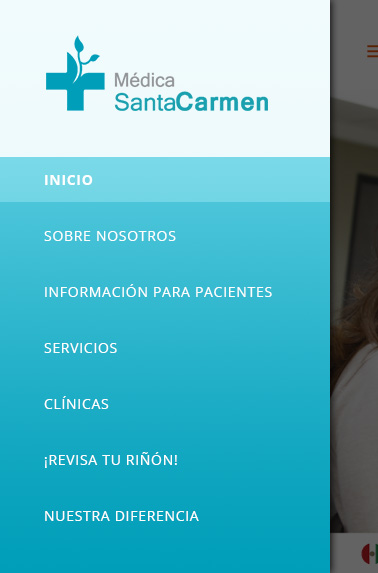 Médica
SantaCarmen
INICIO
SOBRE NOSOTROS
INFORMACIÓN PARA PACIENTES
SERVICIOS
CLÍNICAS
¡REVISA TU RIÑÓN!
NUESTRA DIFERENCIA